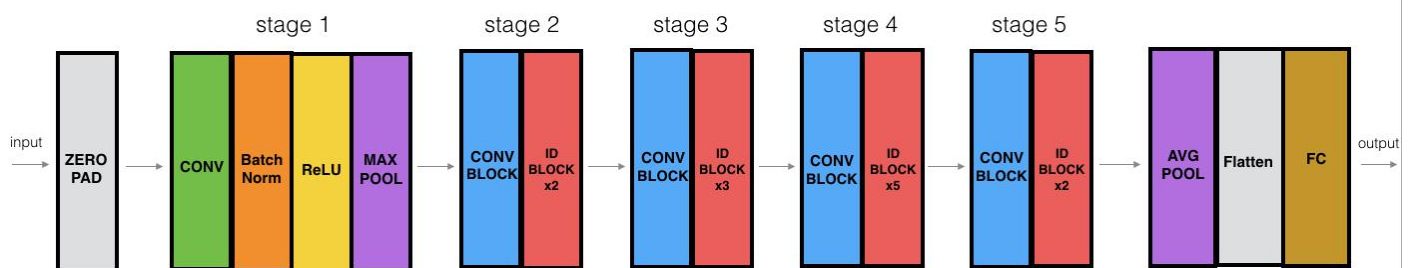 stage 1
stage 2
stage 3
stage 4
stage 5
input
ZERO
PAD
CONV
Batch
Norm
ReLU
MAX
POOL
CONV
BLOCK
ID
BLOCK
x2
CONV
BLOCK
ID
BLOCK
x3
CONV
BLOCK
ID
BLOCK
x5
CONV
BLOCK
ID
BLOCK
x2
AVG
POOL
Flatten
FC
output